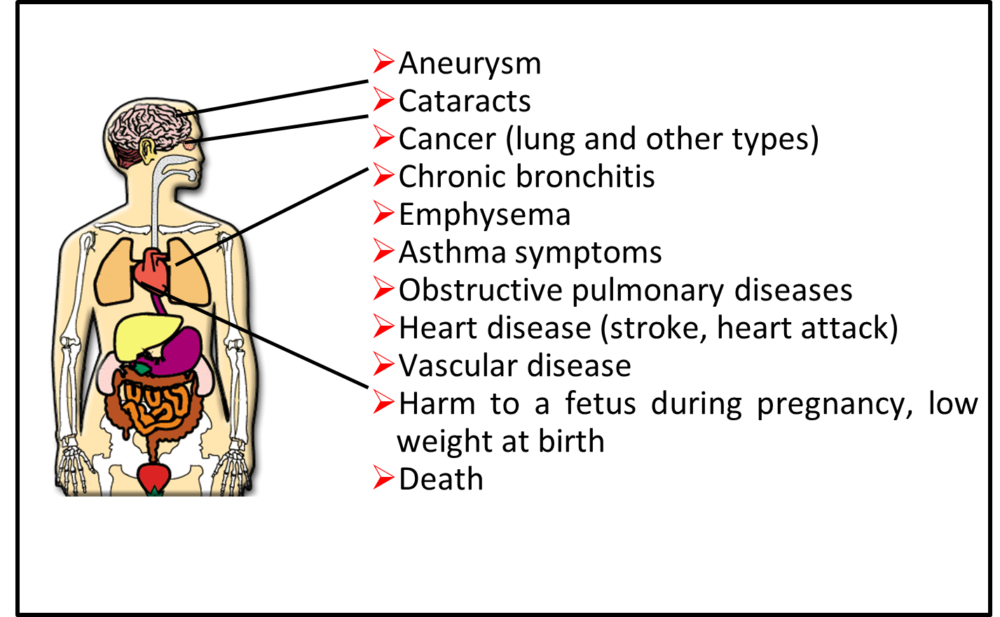 Aneurysm
Cataracts
Cancer (lung and other types)
Chronic bronchitis
Emphysema
Asthma symptoms
Obstructive pulmonary diseases
Heart disease (stroke, heart attack)
Vascular disease
Harm to a fetus during pregnancy, low
weight at birth
Death